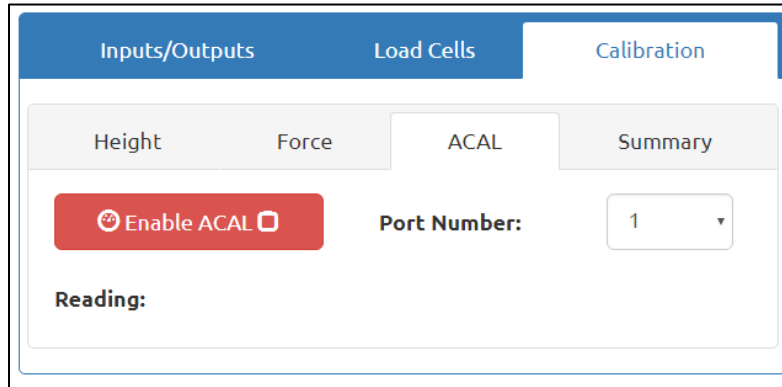 Inputs/Outputs Load Cells Calibration
Height Force ACAL Summary
Enable ACAL Port Number: 1
Reading: